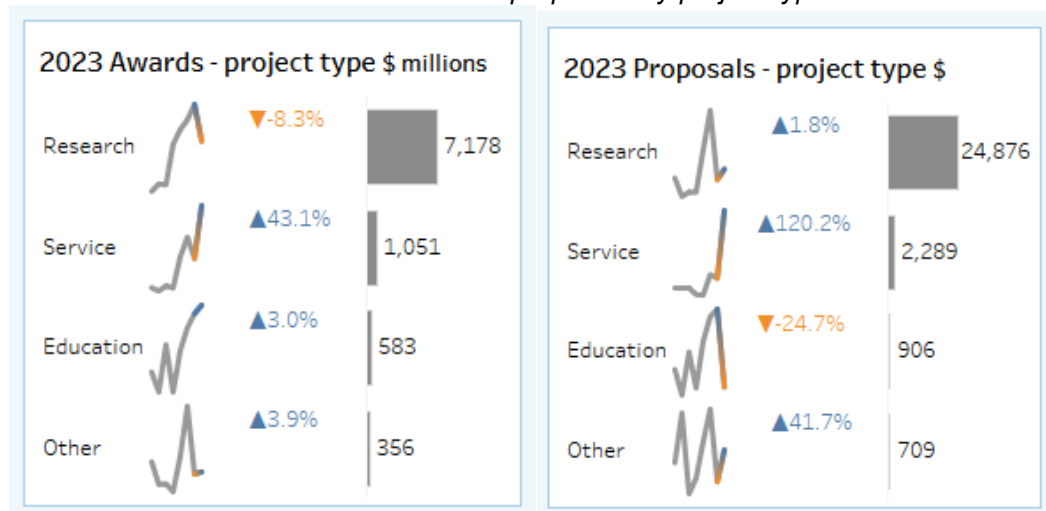 2023 Awards - project type $ millions
Research ▼-8.3% 7,178
Service ▲43.1% 1,051
Education ▲3.0% 583
Other ▲3.9% 356
2023 Proposals - project type $
Research ▲1.8% 24,876
Service ▲120.2% 2,289
Education ▼-24.7% 906
Other ▲41.7% 709